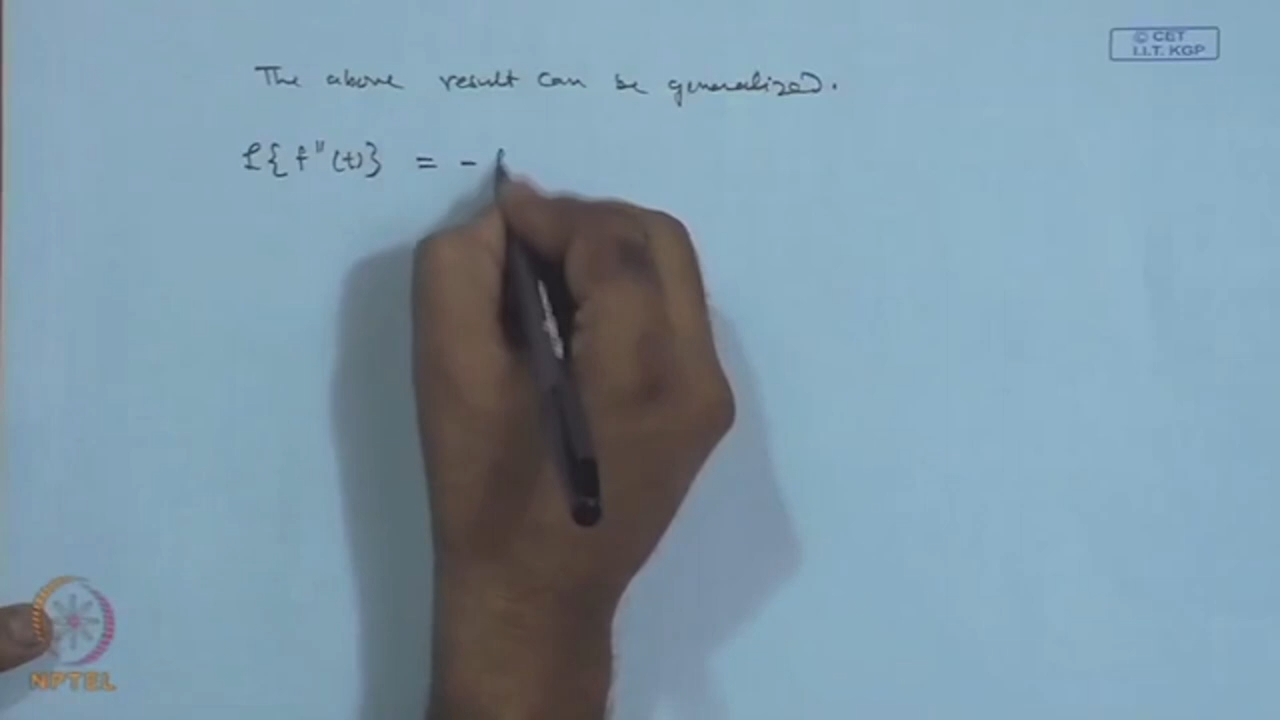 © CET
I.I.T. KGP
The above result can be generalized.
ℒ{f''(t)} = -
NPTEL